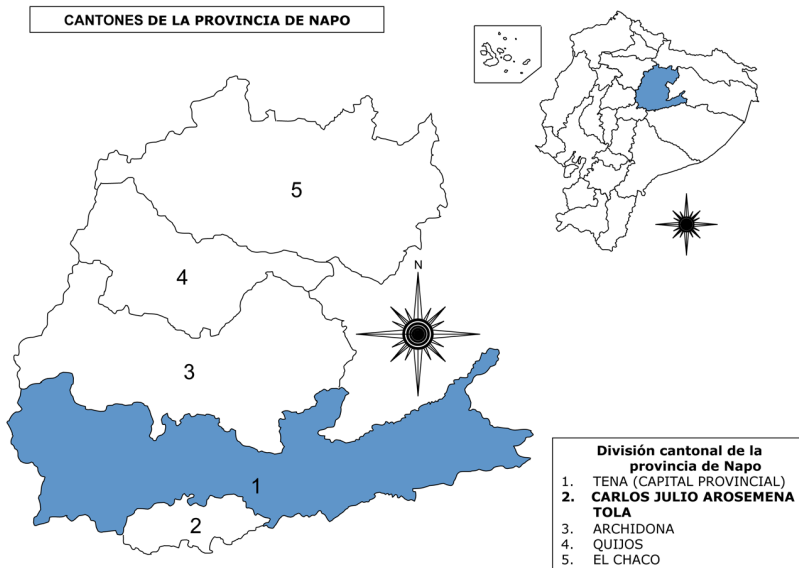 CANTONES DE LA PROVINCIA DE NAPO
5
4
N
3
1
2
División cantonal de la
provincia de Napo
1. TENA (CAPITAL PROVINCIAL)
2. CARLOS JULIO AROSEMENA
TOLA
3. ARCHIDONA
4. QUIJOS
5. EL CHACO